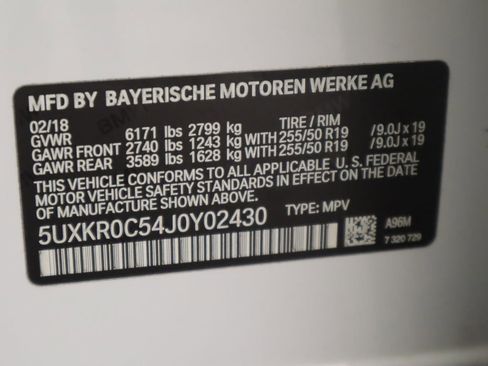 MFD BY BAYERISCHE MOTOREN WERKE AG
02/18 TIRE / RIM
GVWR 6171 lbs 2799 kg
GAWR FRONT 2740 lbs 1243 kg WITH 255/50 R19 /9.0J x 19
GAWR REAR 3589 lbs 1628 kg WITH 255/50 R19 /9.0J x 19
THIS VEHICLE CONFORMS TO ALL APPLICABLE U.S. FEDERAL
MOTOR VEHICLE SAFETY STANDARDS IN EFFECT ON THE DATE
OF MANUFACTURE SHOWN ABOVE.
5UXKR0C54J0Y02430 TYPE: MPV
A96M
7 320 729